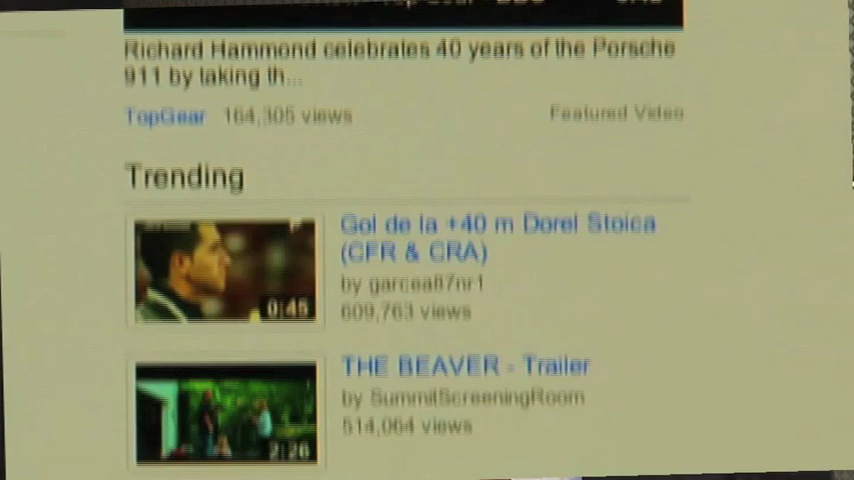 Richard Hammond celebrates 40 years of the Porsche
911 by taking th...
TopGear 164,305 views Featured Video
Trending
Gol de la +40 m Dorel Stoica
(CFR & CRA)
by garcea87nr1
609,763 views
0:45
THE BEAVER - Trailer
by SummitScreeningRoom
514,064 views
2:26